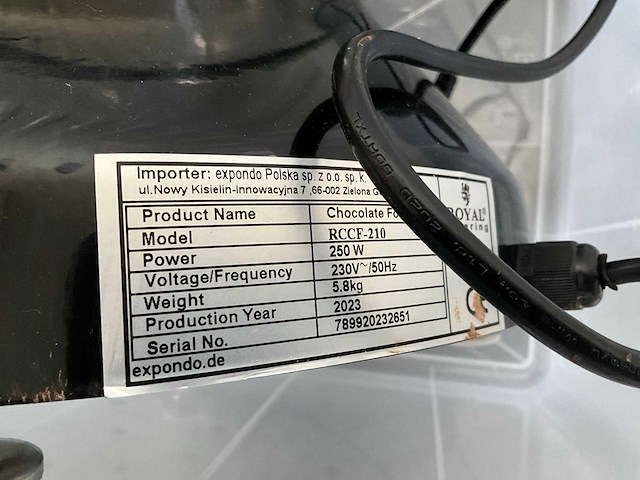 Importer: expondo Polska sp. z o.o. sp. k.
ul.Nowy Kisielin-Innowacyjna 7 ,66-002 Zielona
Product Name Chocolate
Model RCCF-210
Power 250 W
Voltage/Frequency 230V~/50Hz
Weight 5.8kg
Production Year 2023
Serial No. 789920232651
expondo.de
ROYAL®